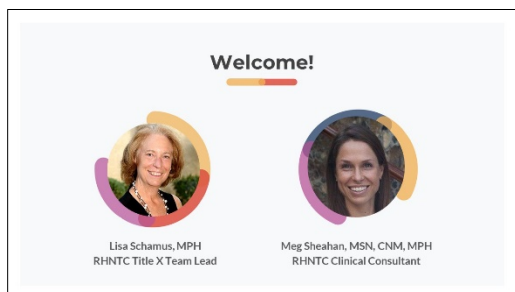 Welcome!
Lisa Schamus, MPH
RHNTC Title X Team Lead
Meg Sheahan, MSN, CNM, MPH
RHNTC Clinical Consultant